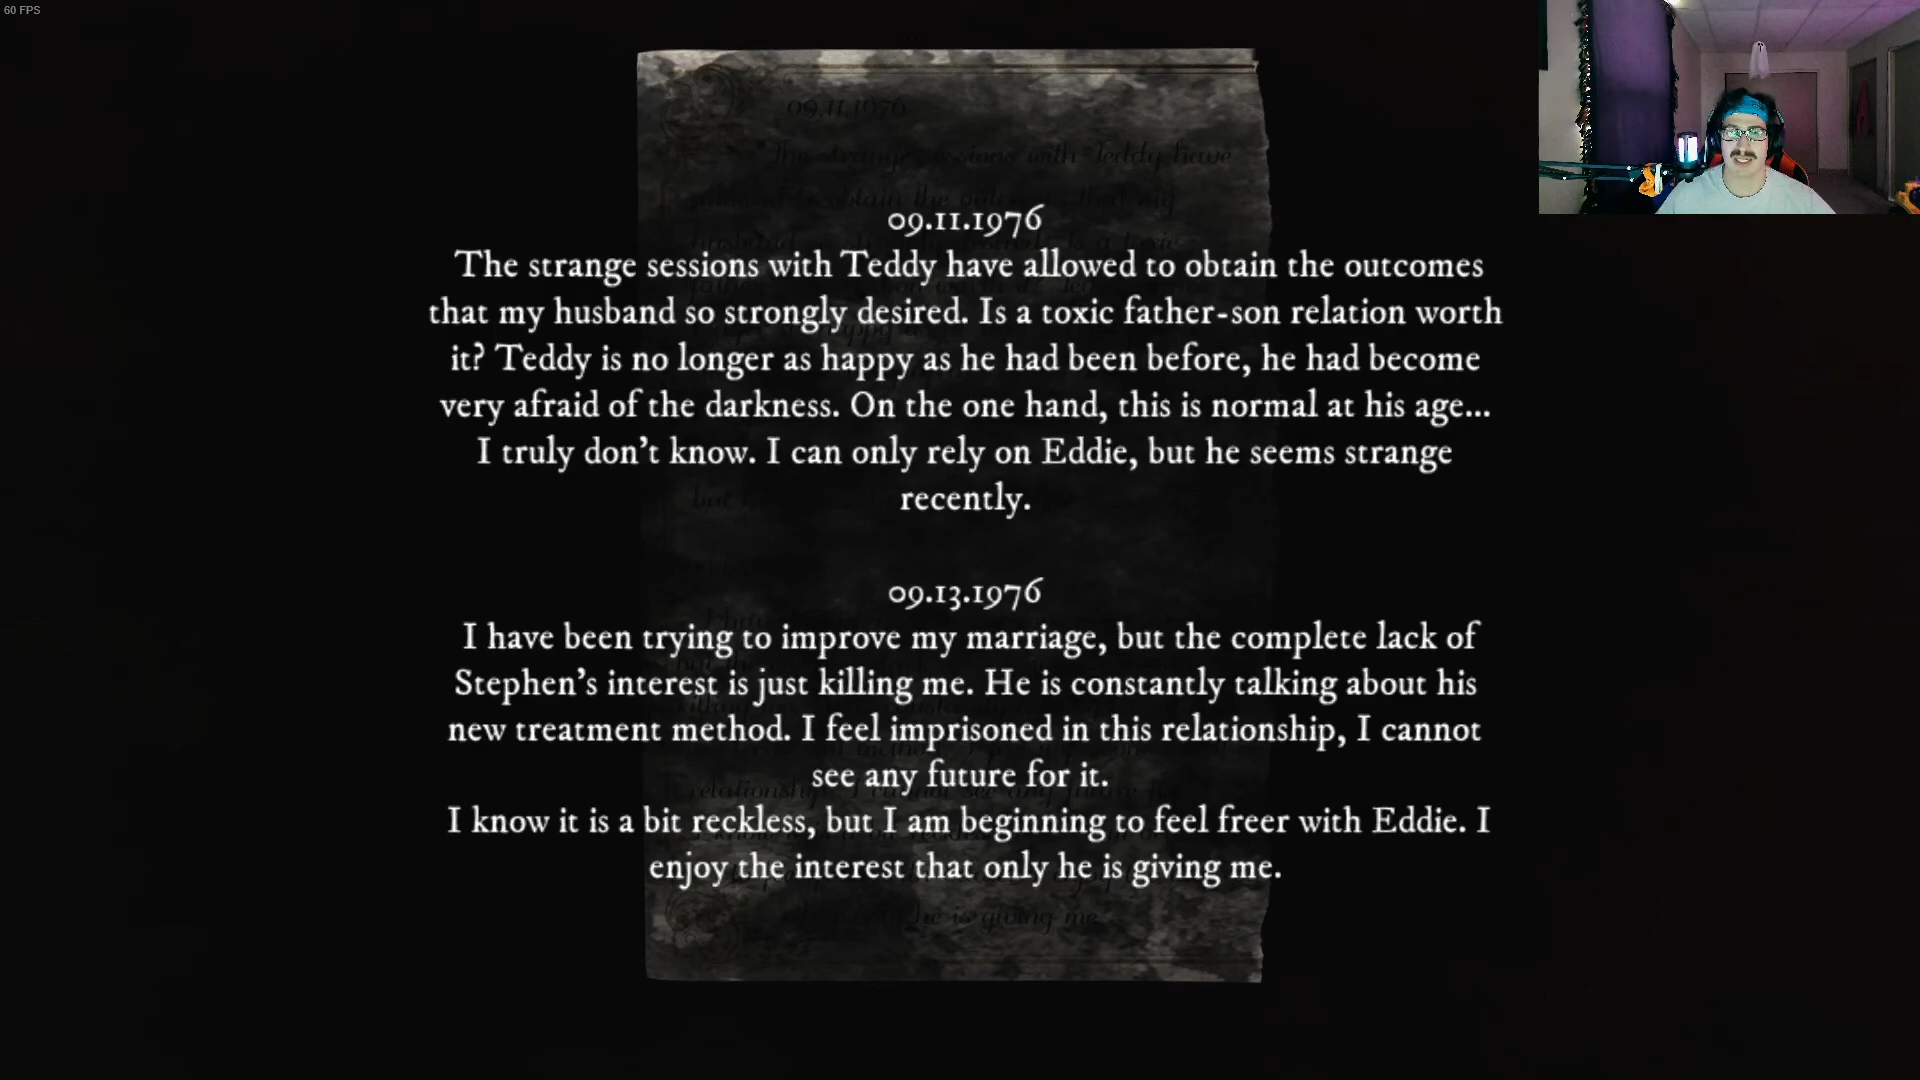 60 FPS
09.11.1976
The strange sessions with Teddy have allowed to obtain the outcomes
that my husband so strongly desired. Is a toxic father-son relation worth
it? Teddy is no longer as happy as he had been before, he had become
very afraid of the darkness. On the one hand, this is normal at his age...
I truly don't know. I can only rely on Eddie, but he seems strange
recently.
09.13.1976
I have been trying to improve my marriage, but the complete lack of
Stephen's interest is just killing me. He is constantly talking about his
new treatment method. I feel imprisoned in this relationship, I cannot
see any future for it.
I know it is a bit reckless, but I am beginning to feel freer with Eddie. I
enjoy the interest that only he is giving me.